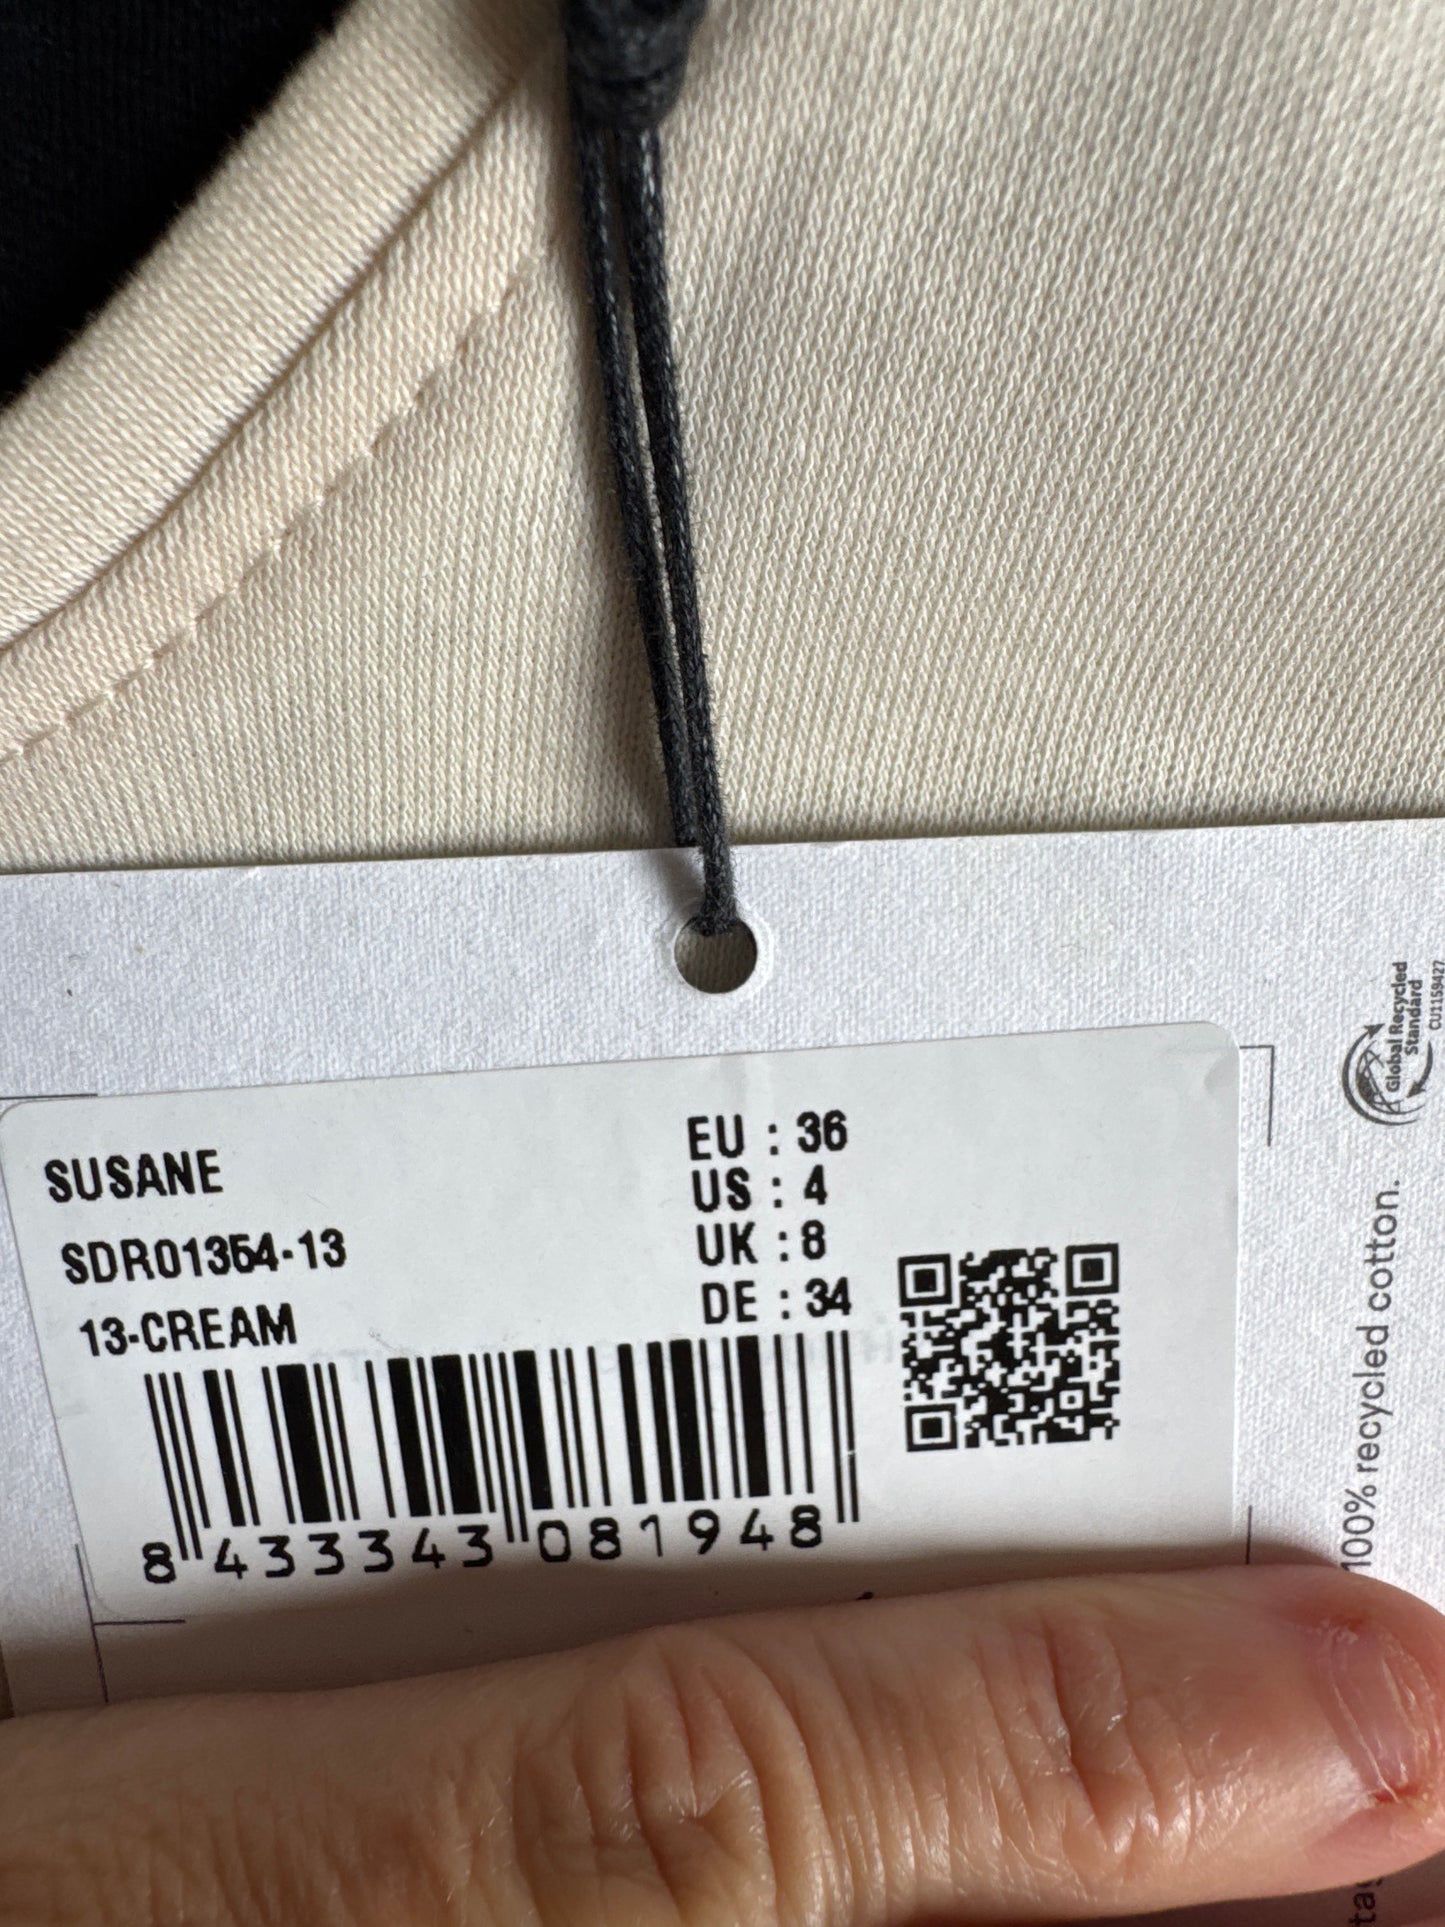 SUSANE
SDR01354-13
13-CREAM
EU : 36
US : 4
UK : 8
DE : 34
8 433343 081948
Global Recycled
Standard
CU1159427
100% recycled cotton.